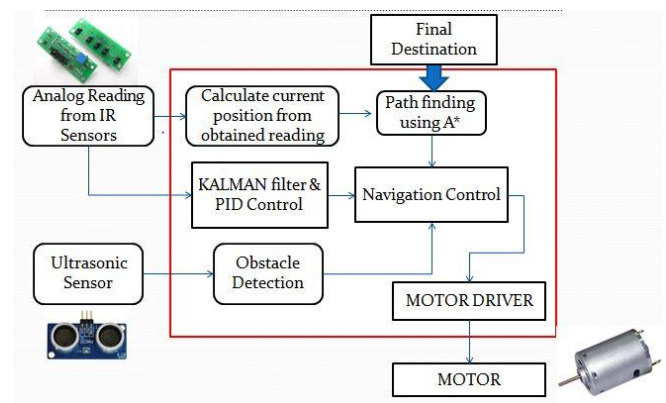 Final
Destination
Analog Reading
from IR
Sensors
Calculate current
position from
obtained reading
Path finding
using A*
KALMAN filter &
PID Control
Navigation Control
Ultrasonic
Sensor
Obstacle
Detection
MOTOR DRIVER
MOTOR